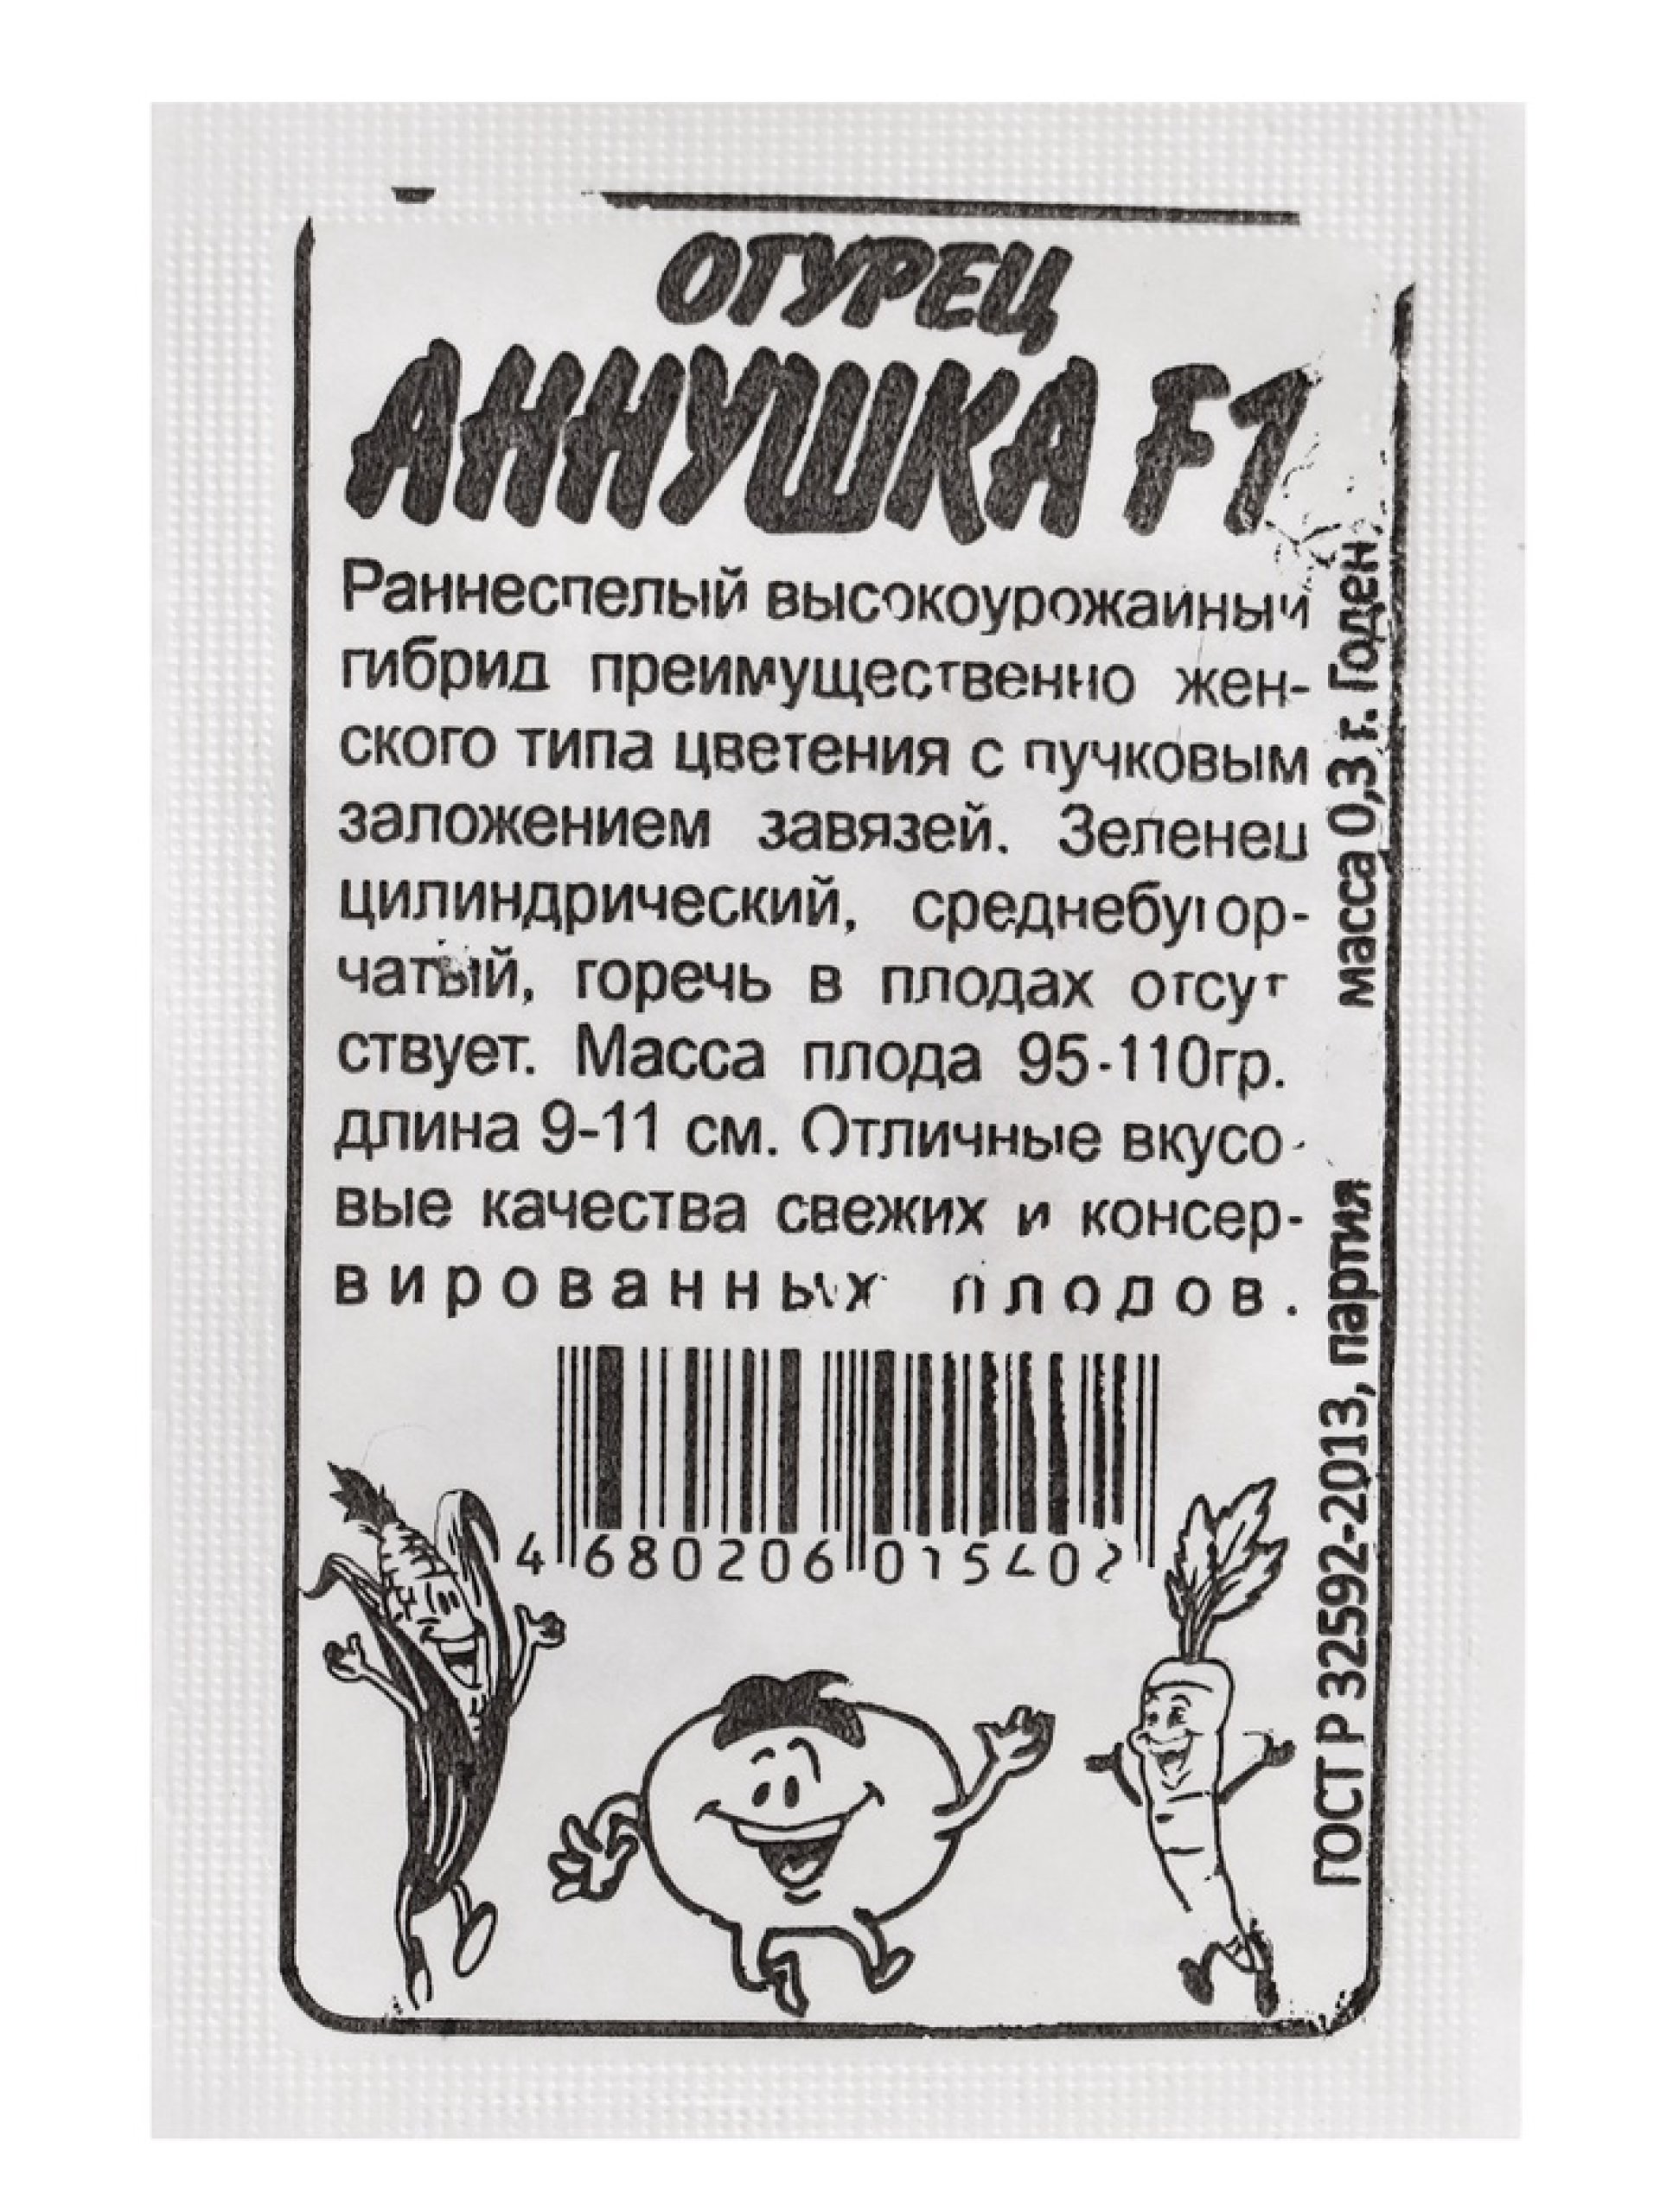 ОГУРЕЦ
АННУШКА F1
Раннеспелый высокоурожайный
гибрид преимущественно жен-
ского типа цветения с пучковым
заложением завязей. Зеленец
цилиндрический, среднебугор-
чатый, горечь в плодах отсут
ствует. Масса плода 95-110гр.
длина 9-11 см. Отличные вкусо-
вые качества свежих и консер-
вированных плодов.
4 680206 015402
ГОСТ Р 32592-2013, партия масса 0,3 г. Годен